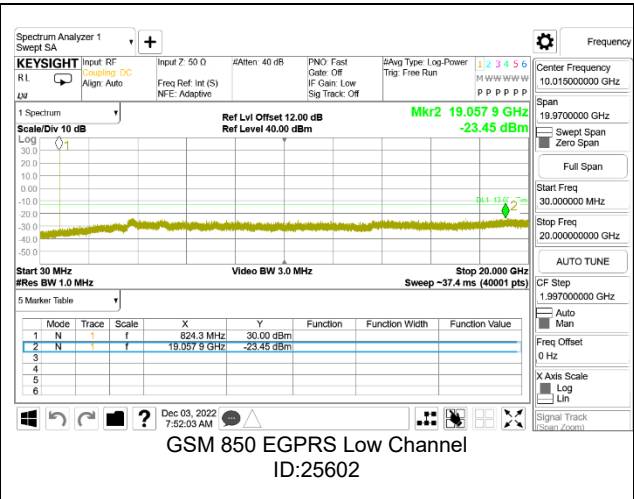 Spectrum Analyzer 1
Swept SA
+
Frequency
KEYSIGHT Input: RF Input Z: 50 Ω #Atten: 40 dB PNO: Fast #Avg Type: Log-Power 1 2 3 4 5 6
Coupling: DC Gate: Off Trig: Free Run
RL Align: Auto Freq Ref: Int (S) IF Gain: Low M W W W W W
NFE: Adaptive Sig Track: Off P P P P P P
1 Spectrum
Ref Lvl Offset 12.00 dB Mkr2 19.057 9 GHz
Scale/Div 10 dB Ref Level 40.00 dBm -23.45 dBm
Log
1
30.0
20.0
10.0
0.00
-10.0
2
-20.0
-30.0
-40.0
-50.0
Start 30 MHz Video BW 3.0 MHz Stop 20.000 GHz
#Res BW 1.0 MHz Sweep ~37.4 ms (40001 pts)
5 Marker Table
Mode Trace Scale X Y Function Function Width Function Value
1 N 1 f 824.3 MHz 30.00 dBm
2 N 1 f 19.057 9 GHz -23.45 dBm
3
4
5
6
Center Frequency
10.015000000 GHz
Span
19.9700000 GHz
Swept Span
Zero Span
Full Span
Start Freq
30.000000 MHz
Stop Freq
20.000000000 GHz
AUTO TUNE
CF Step
1.997000000 GHz
Auto
Man
Freq Offset
0 Hz
X Axis Scale
Log
Lin
Signal Track
(Span Zoom)
? Dec 03, 2022
7:52:03 AM
GSM 850 EGPRS Low Channel
ID:25602